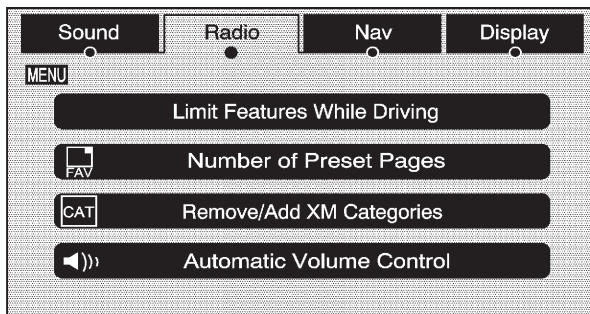 Sound Radio Nav Display
MENU
Limit Features While Driving
FAV Number of Preset Pages
CAT Remove/Add XM Categories
Automatic Volume Control